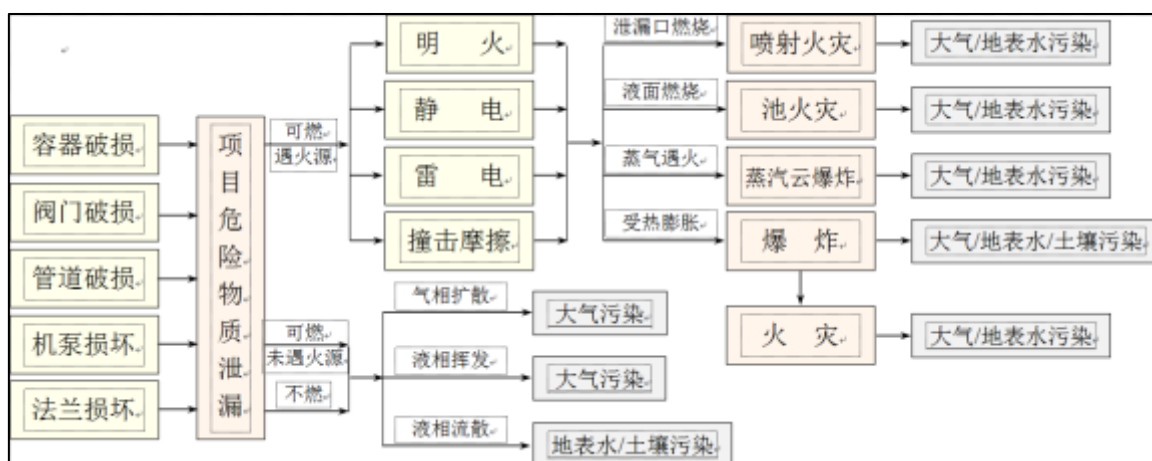 容器破损
阀门破损
管道破损
机泵损坏
法兰损坏
项目危险物质泄漏
可燃
遇火源
明 火
静 电
雷 电
撞击摩擦
泄漏口燃烧
喷射火灾
大气/地表水污染
液面燃烧
池火灾
大气/地表水污染
蒸气遇火
蒸汽云爆炸
大气/地表水污染
受热膨胀
爆 炸
大气/地表水/土壤污染
火 灾
大气/地表水污染
可燃
未遇火源
不燃
气相扩散
大气污染
液相挥发
大气污染
液相流散
地表水/土壤污染